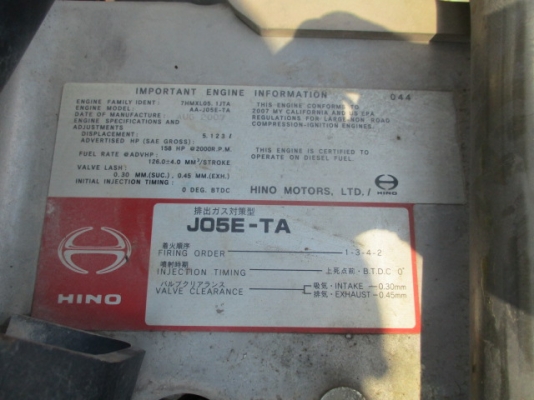 IMPORTANT ENGINE INFORMATION 044
ENGINE FAMILY IDENT: 7HMXL05.1JTA
ENGINE MODEL: AA-J05E-TA
DATE OF MANUFACTURE:
ENGINE SPECIFICATIONS AND
ADJUSTMENTS
DISPLACEMENT: 5.123 ℓ
ADVERTISED HP (SAE GROSS):
158 HP @2000R.P.M.
FUEL RATE @ADVHP: 126.0±4.0 MM³/STROKE
VALVE LASH:
0.30 MM.(SUC.), 0.45 MM.(EXH.)
INITIAL INJECTION TIMING:
0 DEG. BTDC
THIS ENGINE CONFORMS TO
2007 MY CALIFORNIA AND US EPA
REGULATIONS FOR LARGE NON ROAD
COMPRESSION-IGNITION ENGINES.
THIS ENGINE IS CERTIFIED TO
OPERATE ON DIESEL FUEL.
HINO MOTORS, LTD. HINO
HINO
排出ガス対策型
J05E-TA
着火順序
FIRING ORDER 1-3-4-2
噴射時期
INJECTION TIMING 上死点前・B.T.D.C 0°
バルブクリアランス
VALVE CLEARANCE
吸気・INTAKE 0.30mm
排気・EXHAUST 0.45mm